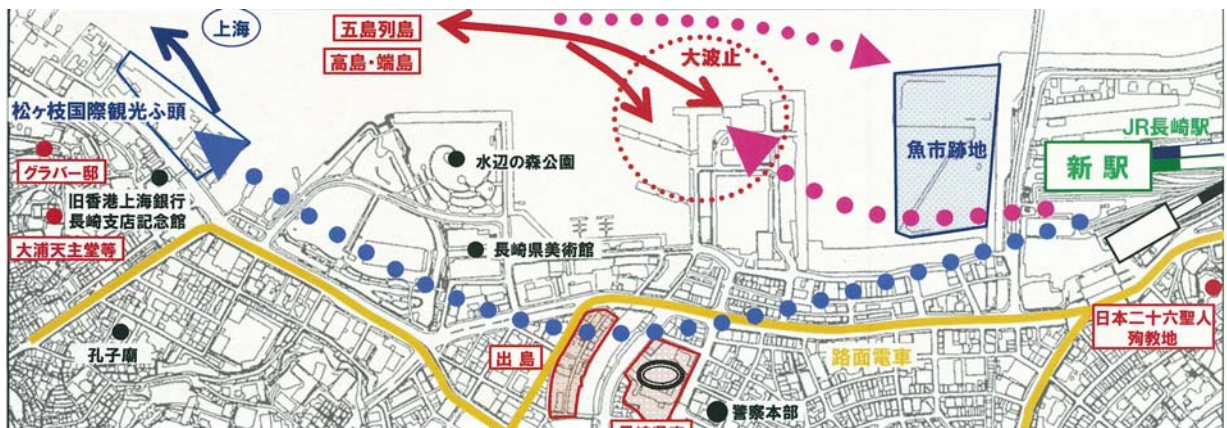 上海
五島列島
高島・端島
大波止
松ヶ枝国際観光ふ頭
グラバー邸
旧香港上海銀行
長崎支店記念館
大浦天主堂等
水辺の森公園
長崎県美術館
魚市跡地
JR長崎駅
新駅
日本二十六聖人
殉教地
孔子廟
出島
路面電車
警察本部